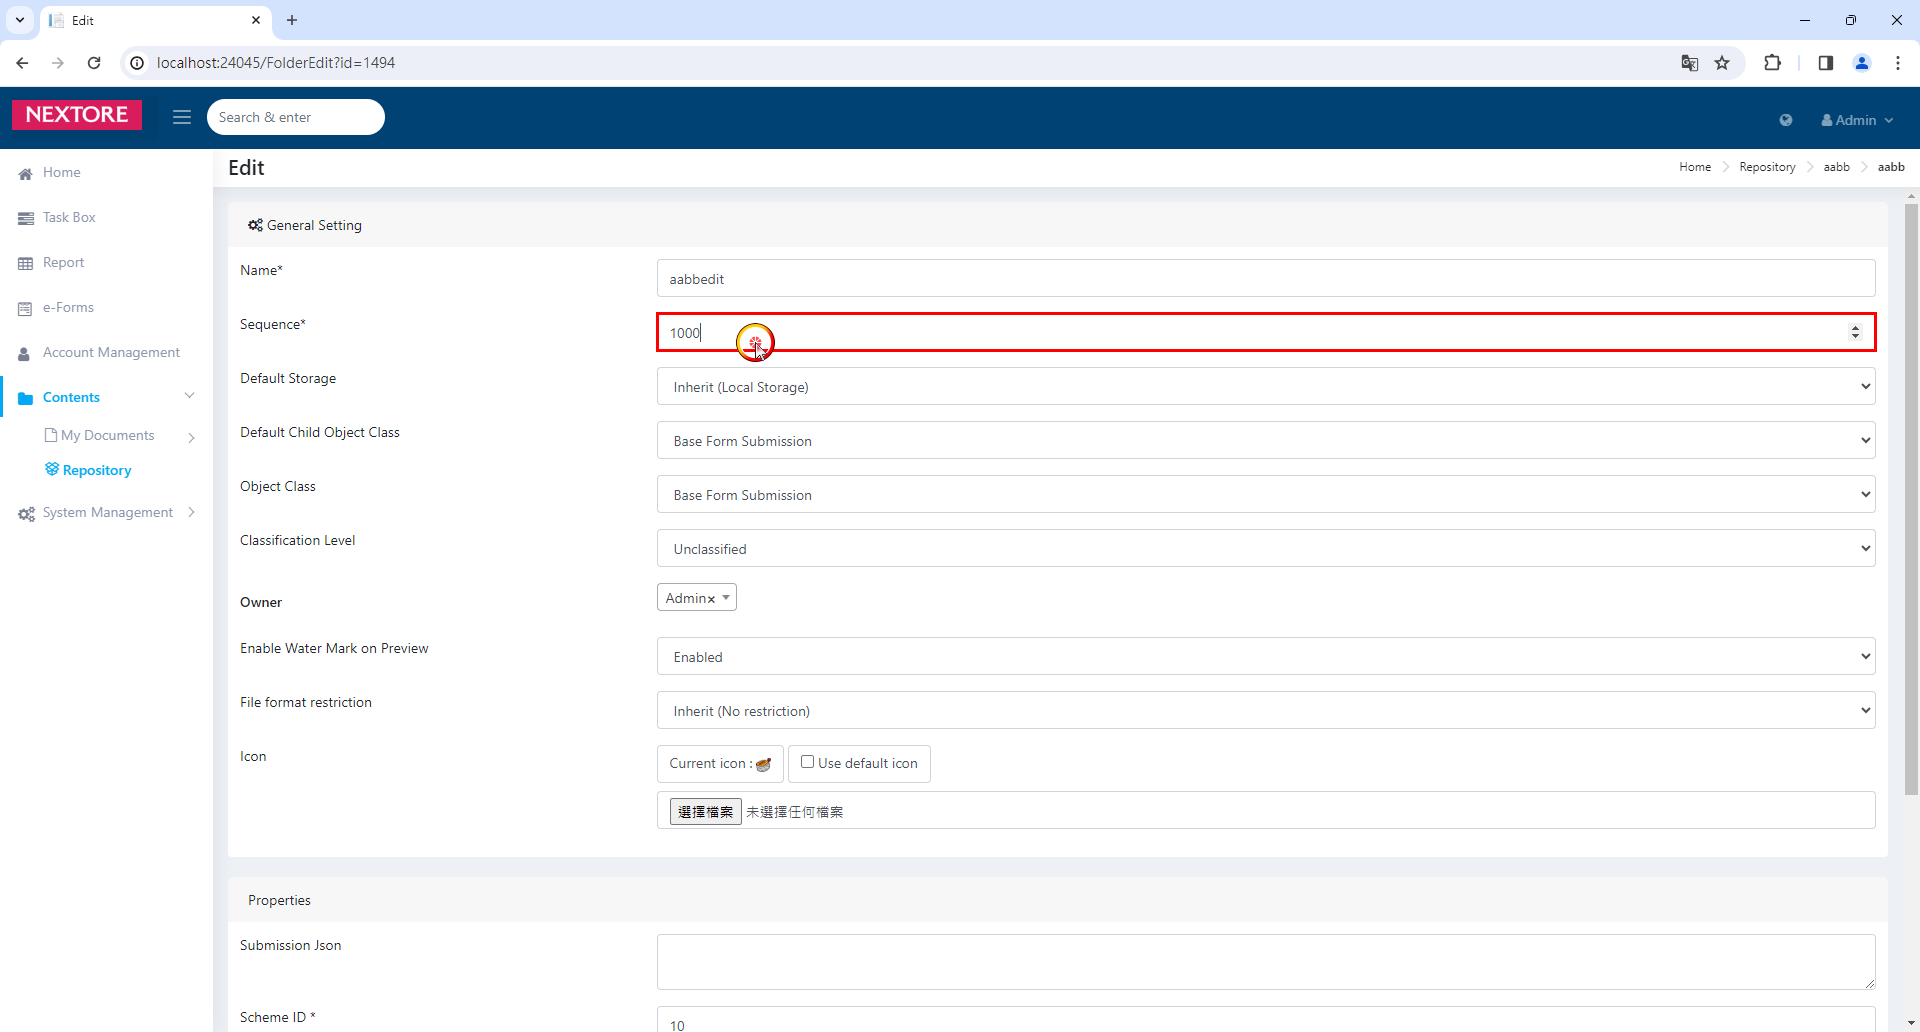 Edit
localhost:24045/FolderEdit?id=1494
NEXTORE
Search & enter
Admin
Home
Task Box
Report
e-Forms
Account Management
Contents
My Documents
Repository
System Management
Edit
Home Repository aabb aabb
General Setting
Name*
aabbedit
Sequence*
1000
Default Storage
Inherit (Local Storage)
Default Child Object Class
Base Form Submission
Object Class
Base Form Submission
Classification Level
Unclassified
Owner
Admin×
Enable Water Mark on Preview
Enabled
File format restriction
Inherit (No restriction)
Icon
Current icon :
Use default icon
選擇檔案 未選擇任何檔案
Properties
Submission Json
Scheme ID *
10